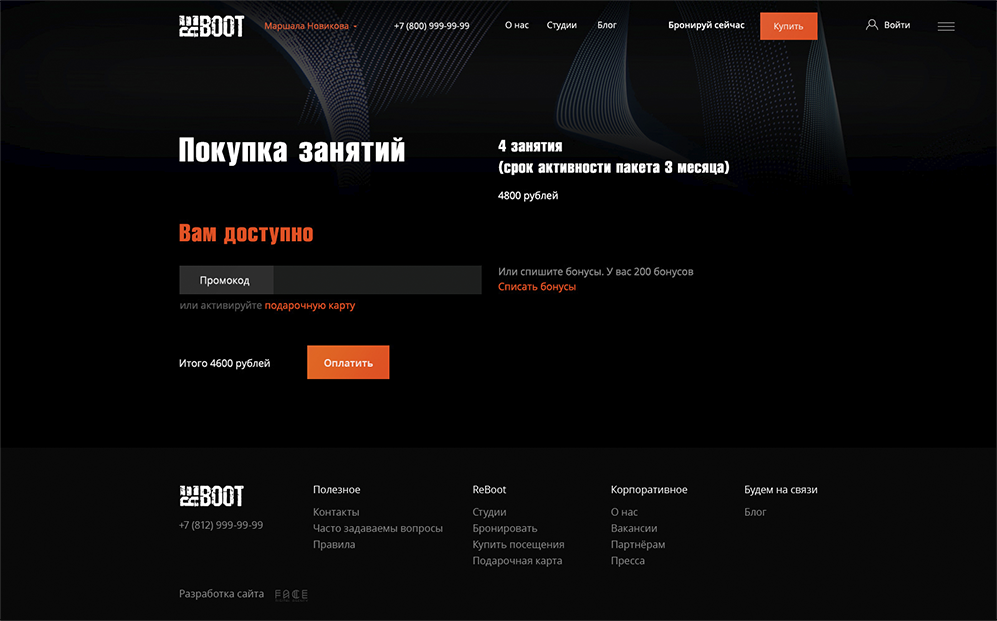 REBOOT
Маршала Новикова
+7 (800) 999-99-99
О нас
Студии
Блог
Бронируй сейчас
Купить
Войти
Покупка занятий
4 занятия
(срок активности пакета 3 месяца)
4800 рублей
Вам доступно
Промокод
или активируйте подарочную карту
Или спишите бонусы. У вас 200 бонусов
Списать бонусы
Итого 4600 рублей
Оплатить
REBOOT
+7 (812) 999-99-99
Полезное
Контакты
Часто задаваемы вопросы
Правила
ReBoot
Студии
Бронировать
Купить посещения
Подарочная карта
Корпоративное
О нас
Вакансии
Партнёрам
Пресса
Будем на связи
Блог
Разработка сайта
FACE